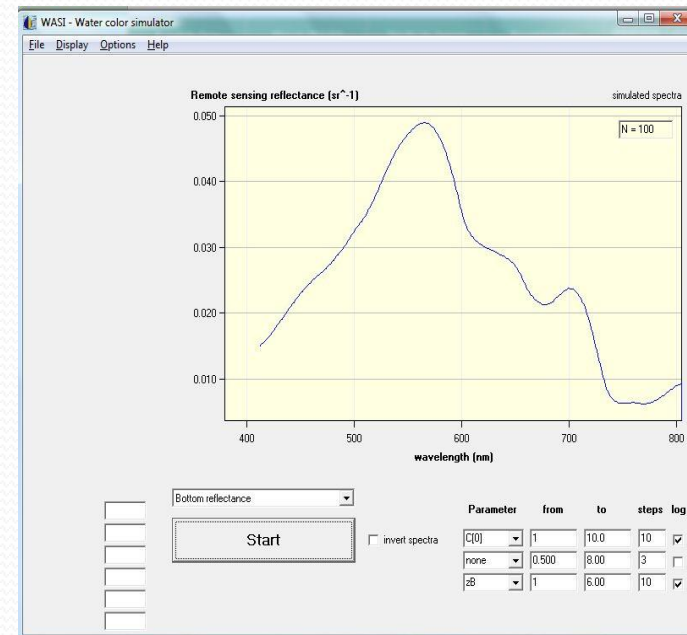 WASI - Water color simulator
File Display Options Help
Remote sensing reflectance (sr^-1) simulated spectra
N = 100
0.050
0.040
0.030
0.020
0.010
400 500 600 700 800
wavelength (nm)
Bottom reflectance
Start
invert spectra
Parameter from to steps log
C[0] 1 10.0 10
none 0.500 8.00 3
zB 1 6.00 10